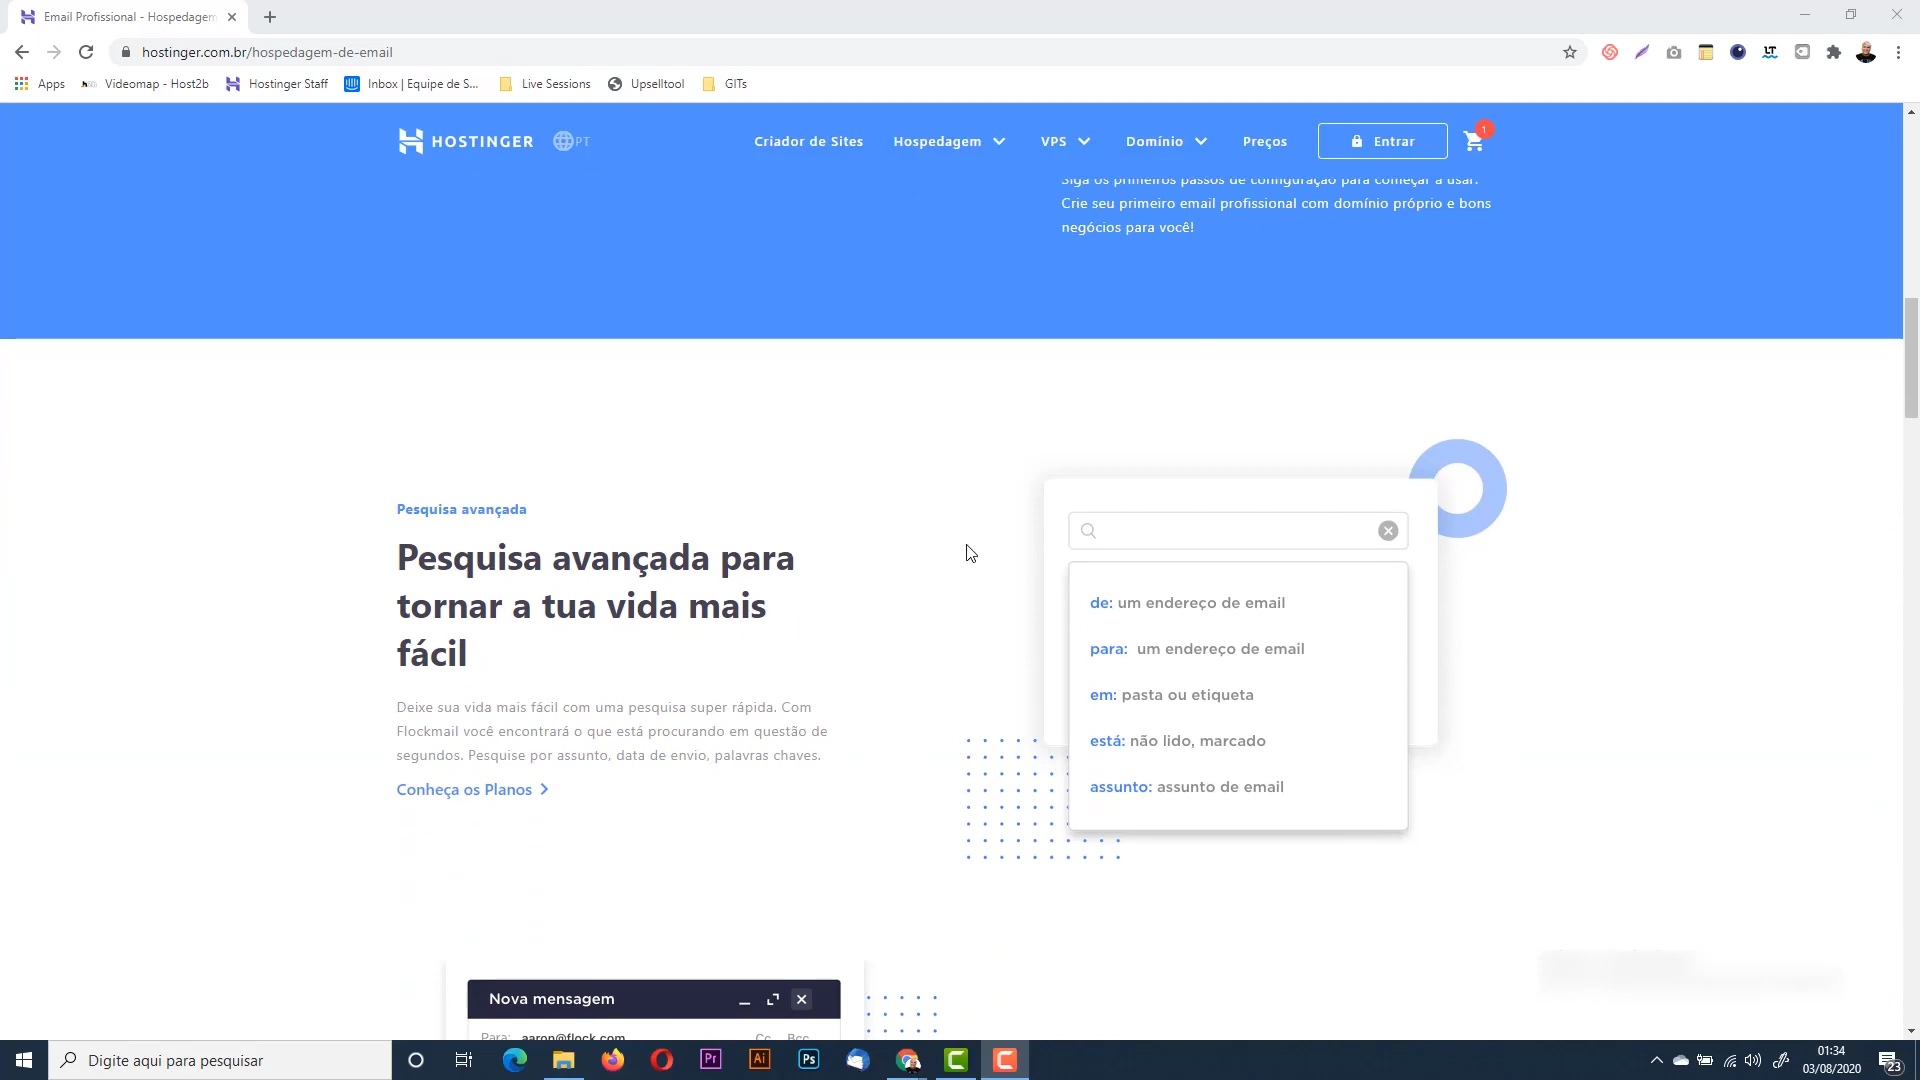 Email Profissional - Hospedagem
hostinger.com.br/hospedagem-de-email
Apps
Videomap - Host2b
Hostinger Staff
Inbox | Equipe de S...
Live Sessions
Upselltool
GITs
HOSTINGER
PT
Criador de Sites
Hospedagem
VPS
Domínio
Preços
Entrar
1
Siga os primeiros passos de configuração para começar a usar.
Crie seu primeiro email profissional com domínio próprio e bons
negócios para você!
Pesquisa avançada
Pesquisa avançada para
tornar a tua vida mais
fácil
Deixe sua vida mais fácil com uma pesquisa super rápida. Com
Flockmail você encontrará o que está procurando em questão de
segundos. Pesquise por assunto, data de envio, palavras chaves.
Conheça os Planos
de: um endereço de email
para: um endereço de email
em: pasta ou etiqueta
está: não lido, marcado
assunto: assunto de email
Nova mensagem
Para: aaron@flock.com Cc Bcc
Digite aqui para pesquisar
Pr
Ai
Ps
01:34
03/08/2020
23